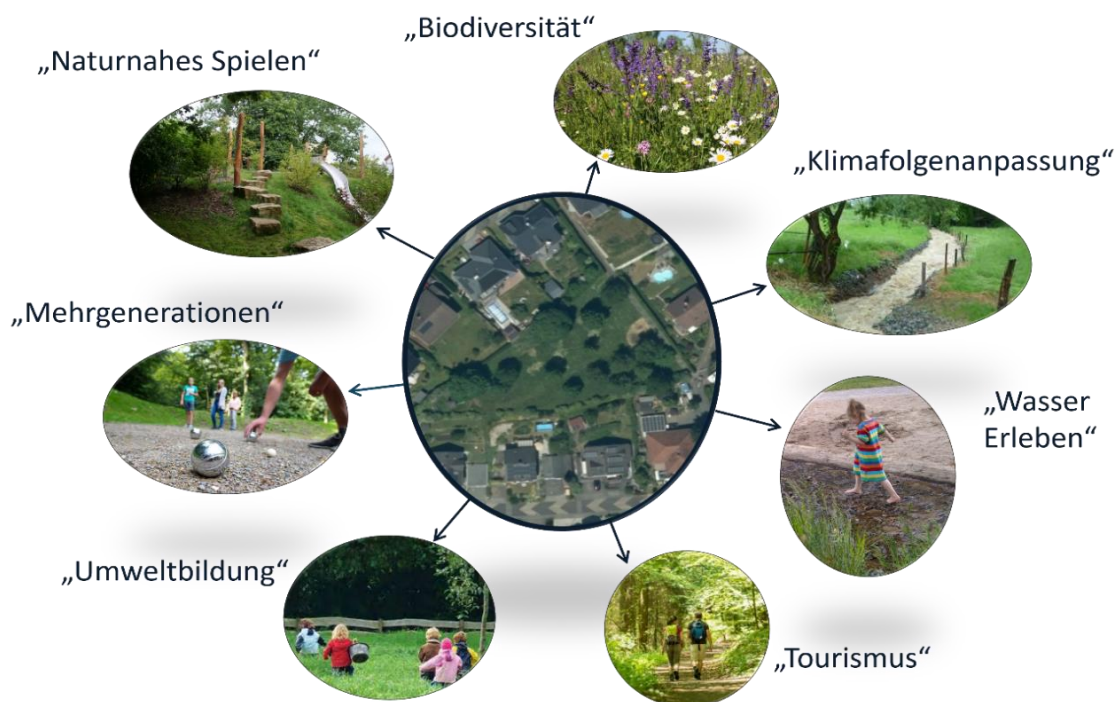 „Biodiversität“
„Naturnahes Spielen“
„Klimafolgenanpassung“
„Mehrgenerationen“
„Wasser
Erleben“
„Umweltbildung“
„Tourismus“